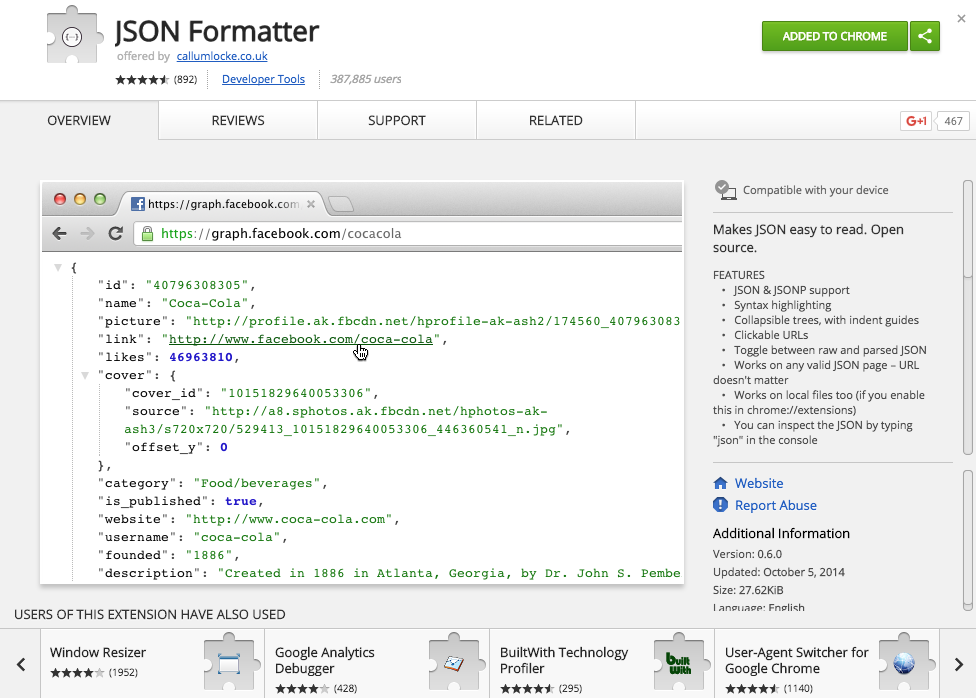 JSON Formatter
offered by callumlocke.co.uk
(892) Developer Tools 387,885 users
ADDED TO CHROME
OVERVIEW REVIEWS SUPPORT RELATED
G+1 467
https://graph.facebook.com
https://graph.facebook.com/cocacola
{
"id": "40796308305",
"name": "Coca-Cola",
"picture": "http://profile.ak.fbcdn.net/hprofile-ak-ash2/174560_407963083
"link": "http://www.facebook.com/coca-cola",
"likes": 46963810,
"cover": {
"cover_id": "10151829640053306",
"source": "http://a8.sphotos.ak.fbcdn.net/hphotos-ak-
ash3/s720x720/529413_10151829640053306_446360541_n.jpg",
"offset_y": 0
},
"category": "Food/beverages",
"is_published": true,
"website": "http://www.coca-cola.com",
"username": "coca-cola",
"founded": "1886",
"description": "Created in 1886 in Atlanta, Georgia, by Dr. John S. Pembe
Compatible with your device
Makes JSON easy to read. Open
source.
FEATURES
• JSON & JSONP support
• Syntax highlighting
• Collapsible trees, with indent guides
• Clickable URLs
• Toggle between raw and parsed JSON
• Works on any valid JSON page – URL
doesn't matter
• Works on local files too (if you enable
this in chrome://extensions)
• You can inspect the JSON by typing
"json" in the console
Website
Report Abuse
Additional Information
Version: 0.6.0
Updated: October 5, 2014
Size: 27.62KiB
Language: English
USERS OF THIS EXTENSION HAVE ALSO USED
Window Resizer
(1952)
Google Analytics
Debugger
(428)
BuiltWith Technology
Profiler
(295)
built
With
User-Agent Switcher for
Google Chrome
(1140)